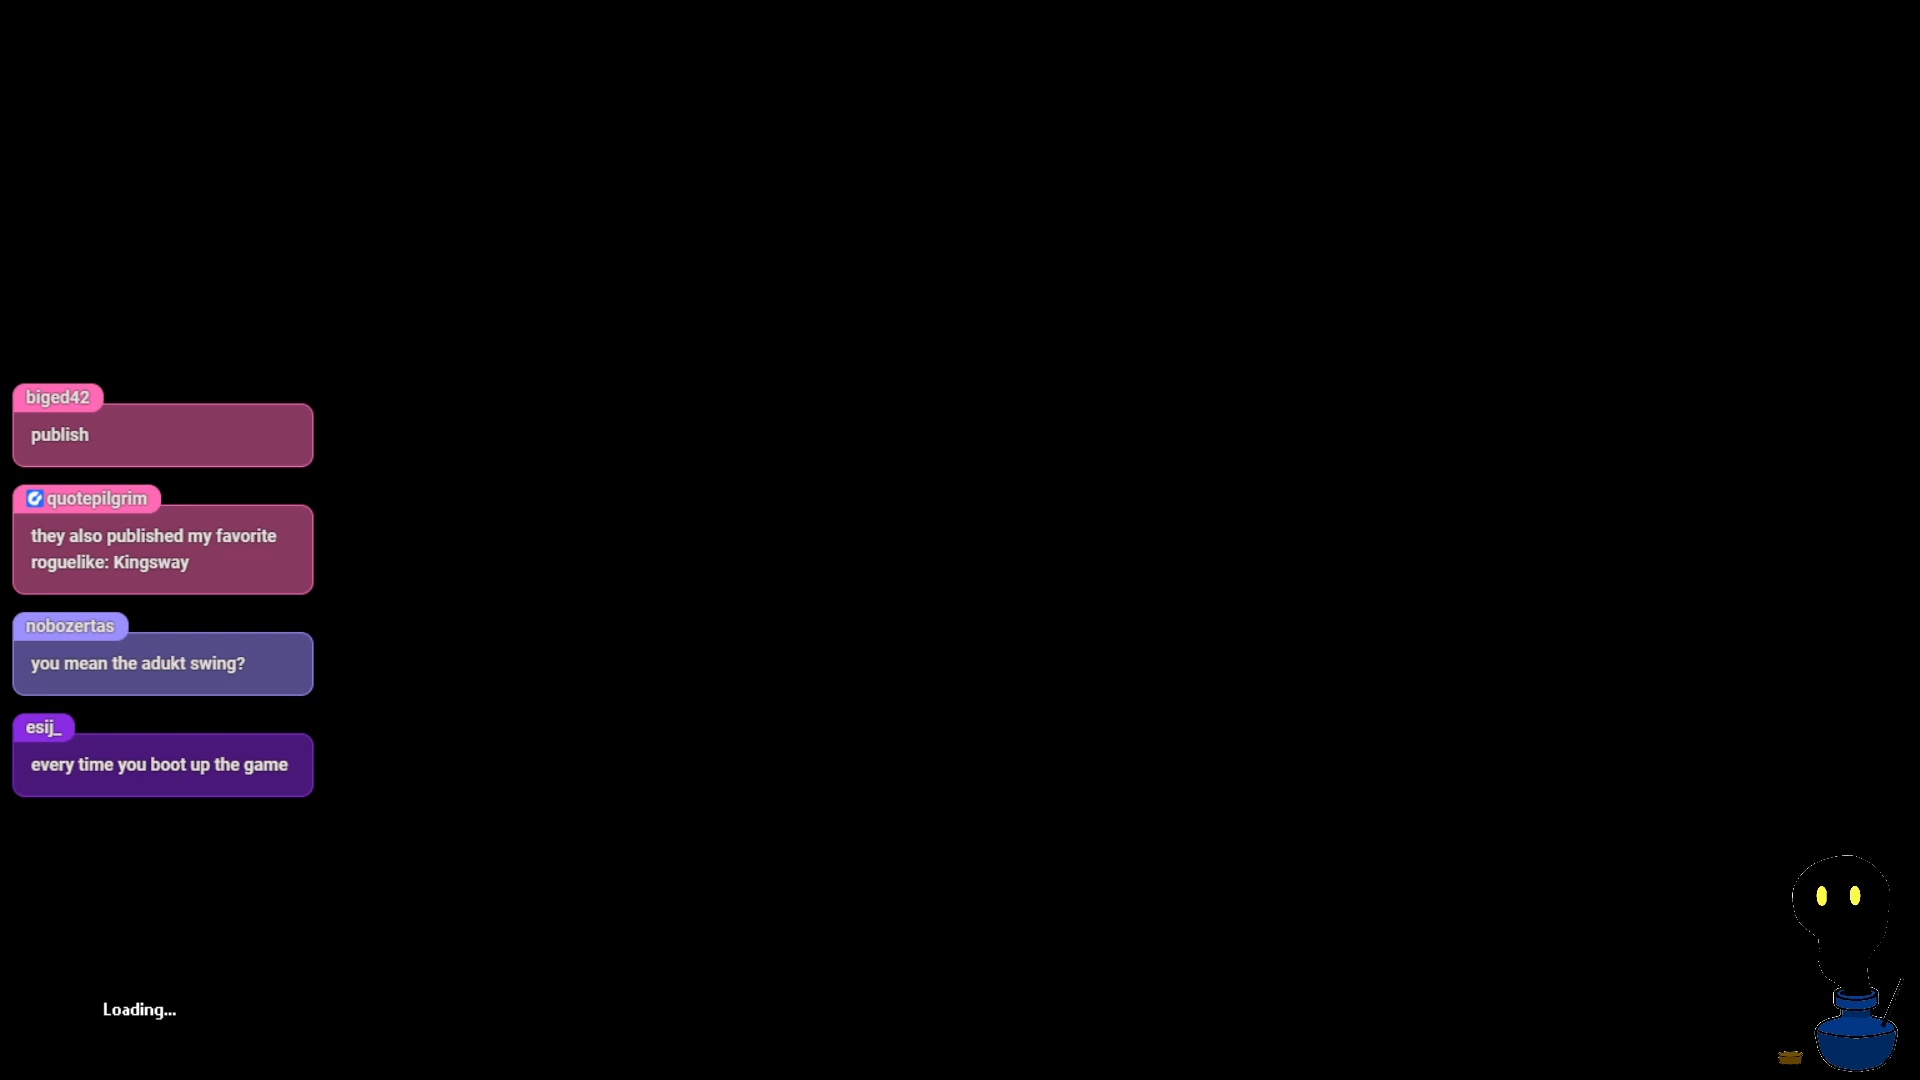 biged42
publish
quotepilgrim
they also published my favorite
roguelike: Kingsway
nobozertas
you mean the adukt swing?
esij_
every time you boot up the game
Loading...